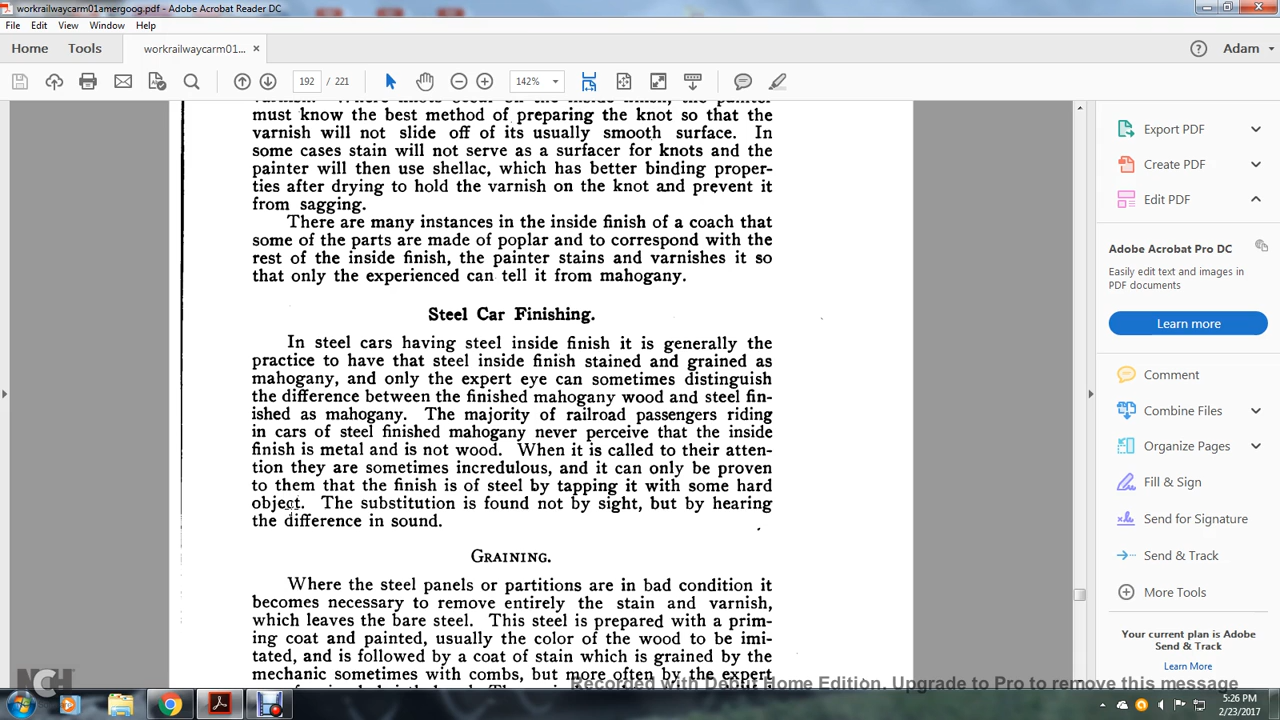 workrailwaycarm01amergoog.pdf - Adobe Acrobat Reader DC
File Edit View Window Help
Home Tools workrailwaycarm01... × Adam
192 / 221 142%
must know the best method of preparing the knot so that the
varnish will not slide off of its usually smooth surface. In
some cases stain will not serve as a surfacer for knots and the
painter will then use shellac, which has better binding proper-
ties after drying to hold the varnish on the knot and prevent it
from sagging.
There are many instances in the inside finish of a coach that
some of the parts are made of poplar and to correspond with the
rest of the inside finish, the painter stains and varnishes it so
that only the experienced can tell it from mahogany.
Steel Car Finishing.
In steel cars having steel inside finish it is generally the
practice to have that steel inside finish stained and grained as
mahogany, and only the expert eye can sometimes distinguish
the difference between the finished mahogany wood and steel fin-
ished as mahogany. The majority of railroad passengers riding
in cars of steel finished mahogany never perceive that the inside
finish is metal and is not wood. When it is called to their atten-
tion they are sometimes incredulous, and it can only be proven
to them that the finish is of steel by tapping it with some hard
object. The substitution is found not by sight, but by hearing
the difference in sound.
GRAINING.
Where the steel panels or partitions are in bad condition it
becomes necessary to remove entirely the stain and varnish,
which leaves the bare steel. This steel is prepared with a prim-
ing coat and painted, usually the color of the wood to be imi-
tated, and is followed by a coat of stain which is grained by the
mechanic sometimes with combs, but more often by the expert
Export PDF
Create PDF
Edit PDF
Adobe Acrobat Pro DC
Easily edit text and images in
PDF documents
Learn more
Comment
Combine Files
Organize Pages
Fill & Sign
Send for Signature
Send & Track
More Tools
Your current plan is Adobe
Send & Track
Learn More
NCH
Recorded with Debut Home Edition. Upgrade to Pro to remove this message
5:26 PM
2/23/2017